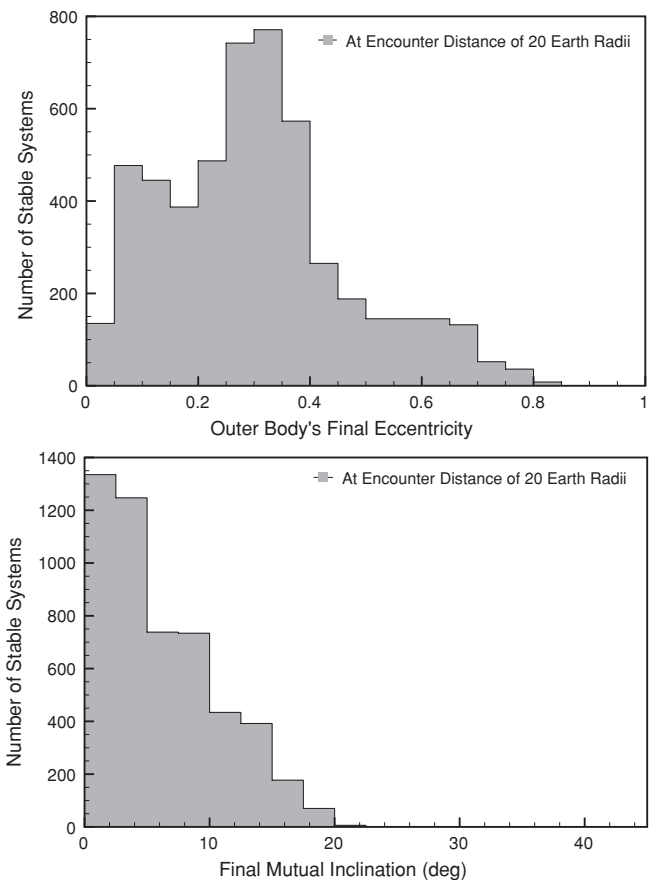 800
At Encounter Distance of 20 Earth Radii
600
400
200
0
Number of Stable Systems
0 0.2 0.4 0.6 0.8 1
Outer Body's Final Eccentricity
1400
At Encounter Distance of 20 Earth Radii
1200
1000
800
600
400
200
0
Number of Stable Systems
0 10 20 30 40
Final Mutual Inclination (deg)